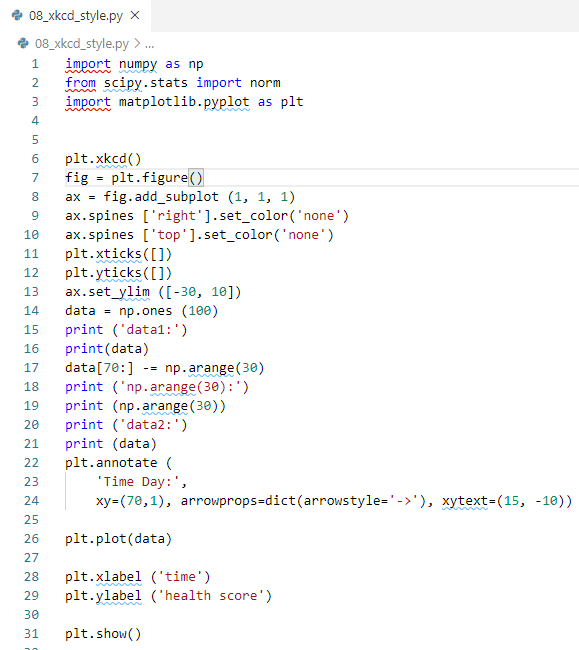 08_xkcd_style.py ×
08_xkcd_style.py > ...
1 import numpy as np
2 from scipy.stats import norm
3 import matplotlib.pyplot as plt
4
5
6 plt.xkcd()
7 fig = plt.figure()
8 ax = fig.add_subplot (1, 1, 1)
9 ax.spines ['right'].set_color('none')
10 ax.spines ['top'].set_color('none')
11 plt.xticks([])
12 plt.yticks([])
13 ax.set_ylim ([-30, 10])
14 data = np.ones (100)
15 print ('data1:')
16 print(data)
17 data[70:] -= np.arange(30)
18 print ('np.arange(30):')
19 print (np.arange(30))
20 print ('data2:')
21 print (data)
22 plt.annotate (
23     'Time Day:',
24     xy=(70,1), arrowprops=dict(arrowstyle='->'), xytext=(15, -10))
25
26 plt.plot(data)
27
28 plt.xlabel ('time')
29 plt.ylabel ('health score')
30
31 plt.show()